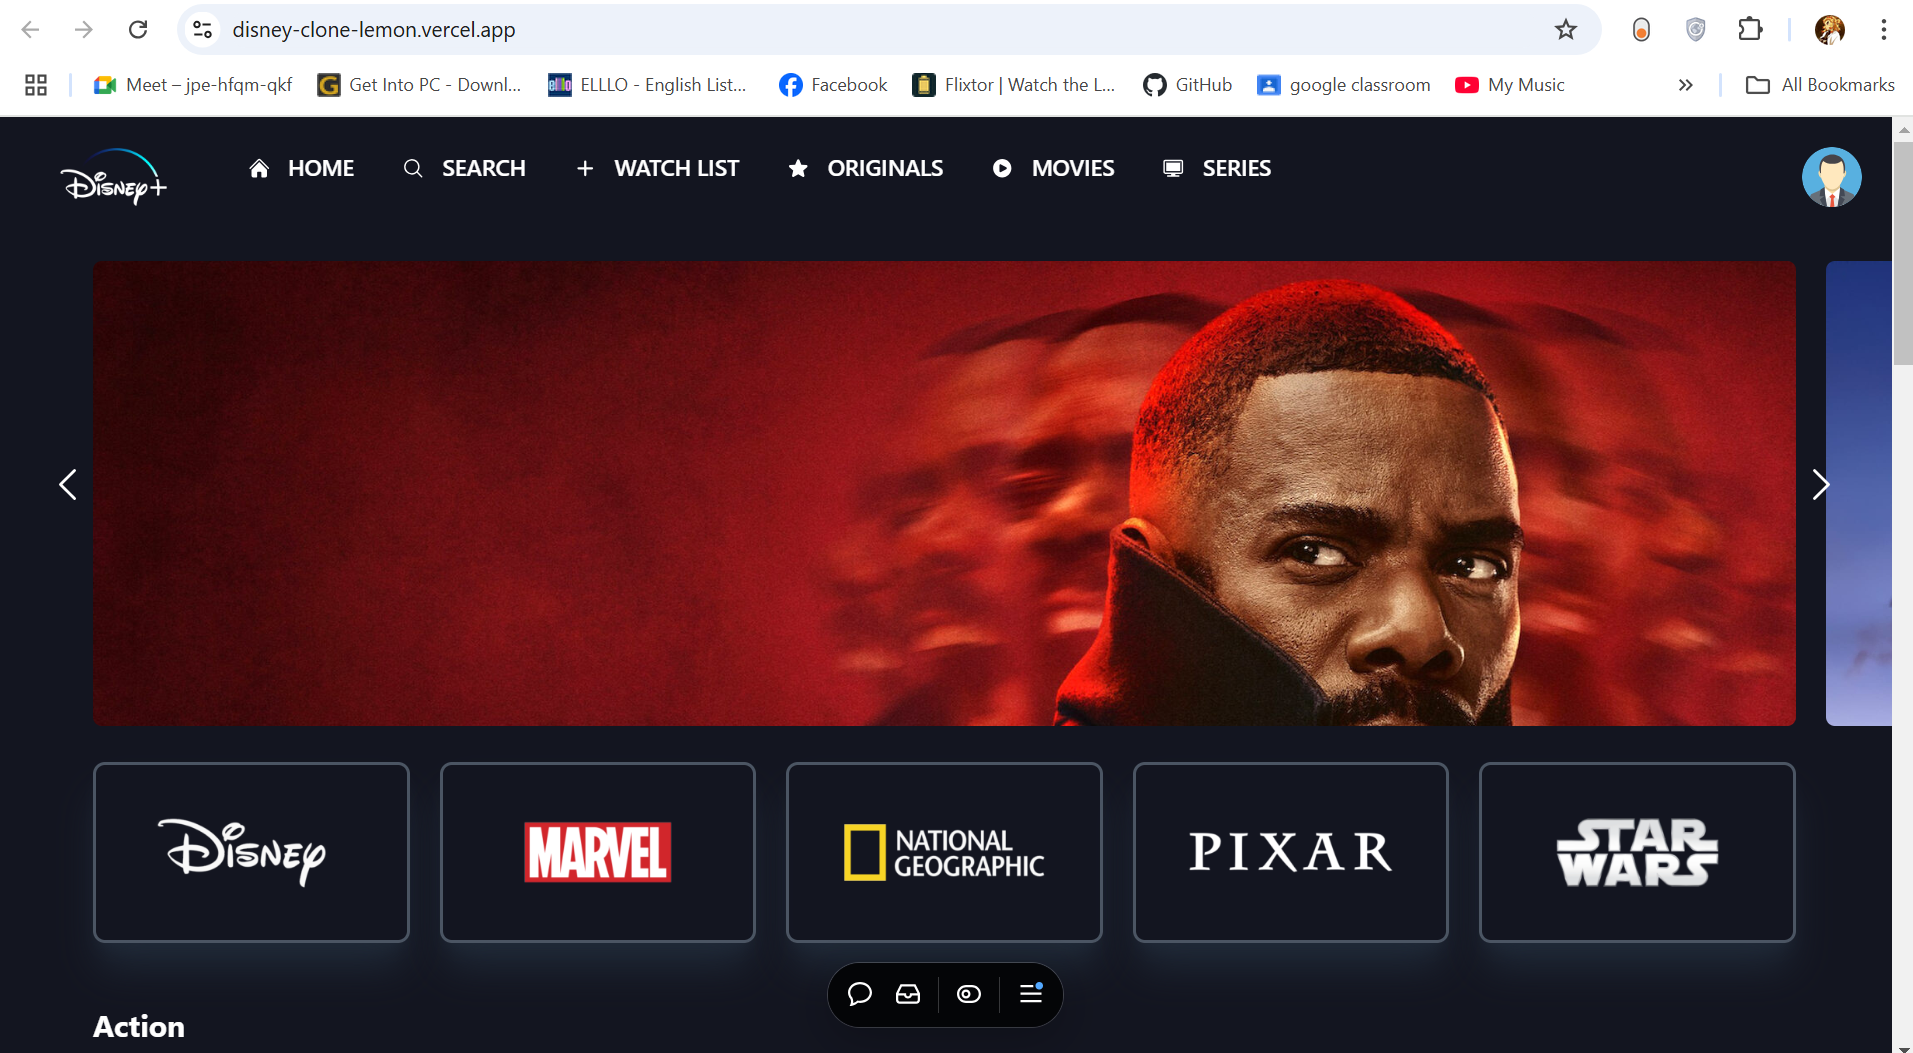 disney-clone-lemon.vercel.app
Meet – jpe-hfqm-qkf
Get Into PC - Downl...
elllo
ELLLO - English List...
Facebook
Flixtor | Watch the L...
GitHub
google classroom
My Music
All Bookmarks
Disney+
HOME
SEARCH
WATCH LIST
ORIGINALS
MOVIES
SERIES
Disney
MARVEL
NATIONAL
GEOGRAPHIC
PIXAR
STAR
WARS
Action